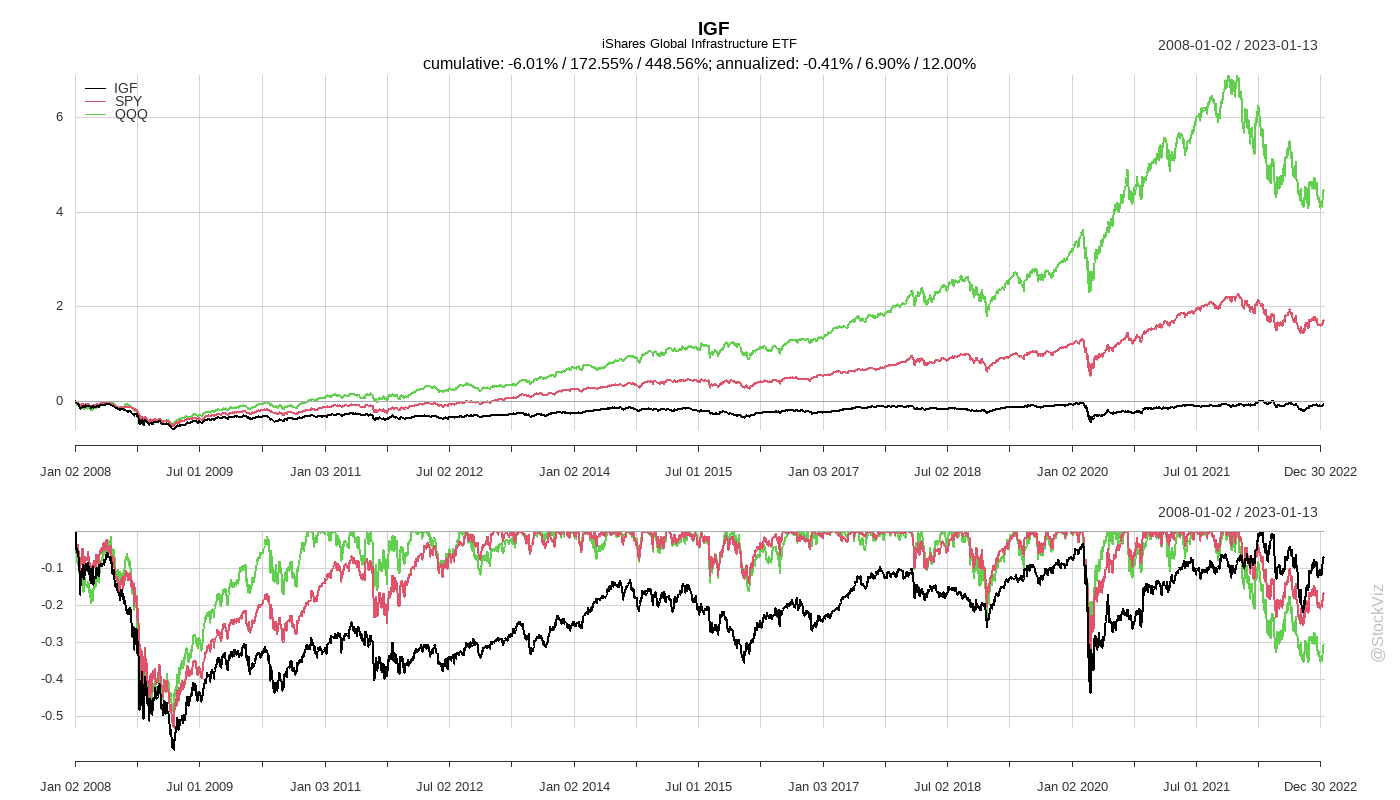 IGF
iShares Global Infrastructure ETF
2008-01-02 / 2023-01-13
cumulative: -6.01% / 172.55% / 448.56%; annualized: -0.41% / 6.90% / 12.00%
IGF
SPY
QQQ
6
4
2
0
Jan 02 2008 Jul 01 2009 Jan 03 2011 Jul 02 2012 Jan 02 2014 Jul 01 2015 Jan 03 2017 Jul 02 2018 Jan 02 2020 Jul 01 2021 Dec 30 2022
2008-01-02 / 2023-01-13
-0.1
-0.2
-0.3
-0.4
-0.5
@StockViz
Jan 02 2008 Jul 01 2009 Jan 03 2011 Jul 02 2012 Jan 02 2014 Jul 01 2015 Jan 03 2017 Jul 02 2018 Jan 02 2020 Jul 01 2021 Dec 30 2022